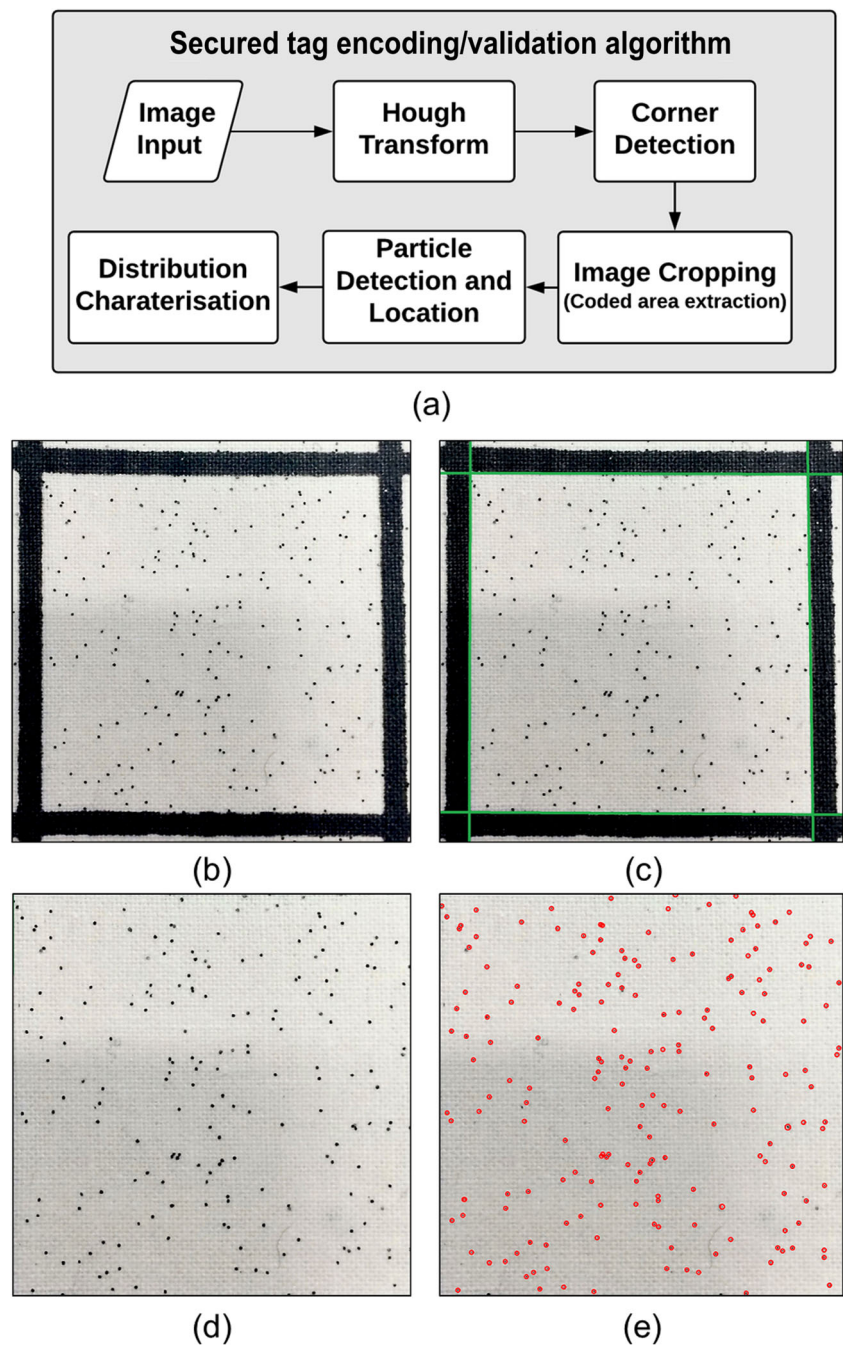 Secured tag encoding/validation algorithm
Image
Input
Hough
Transform
Corner
Detection
Distribution
Charaterisation
Particle
Detection and
Location
Image Cropping
(Coded area extraction)
(a)
(b)
(c)
(d)
(e)